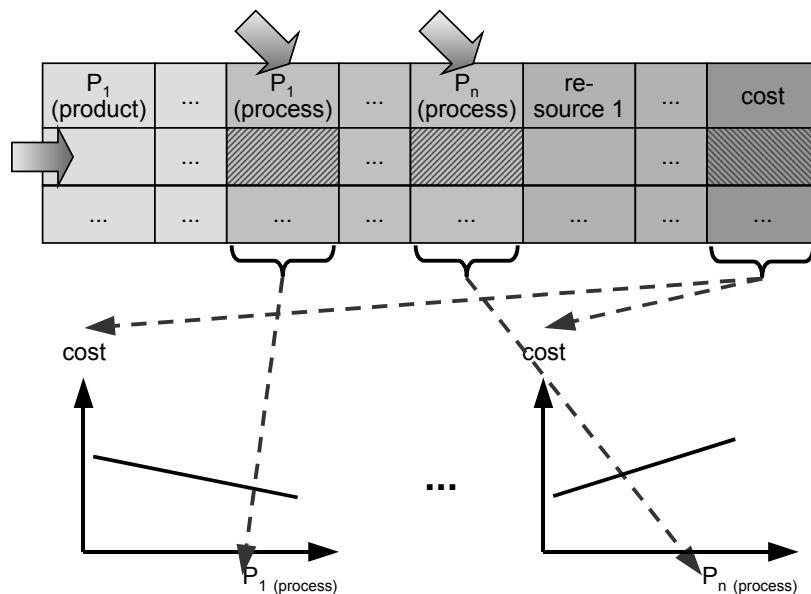 P1 (product) ... P1 (process) ... Pn (process) re-source 1 ... cost
... ... ...
... ... ... ... ... ... ... ...
cost cost
...
P1 (process) Pn (process)